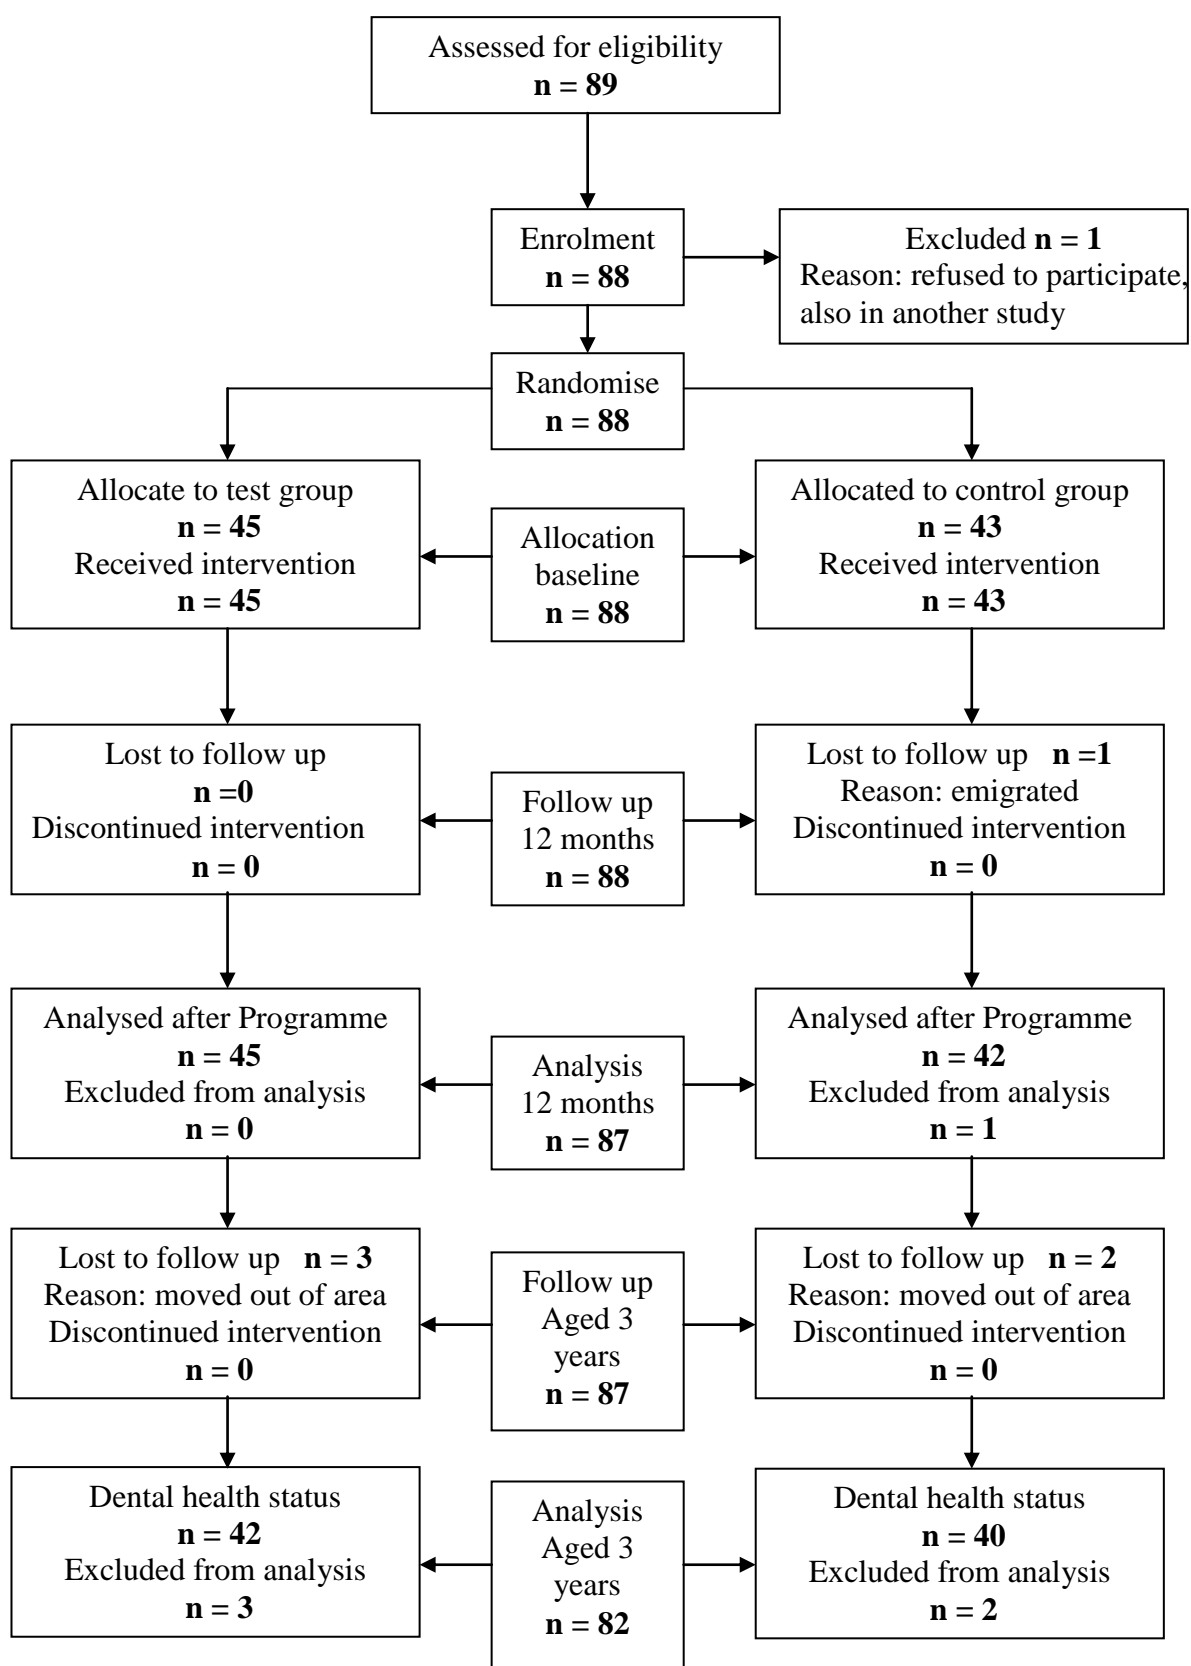 Assessed for eligibility
n = 89
Enrolment
n = 88
Excluded n = 1
Reason: refused to participate,
also in another study
Randomise
n = 88
Allocate to test group
n = 45
Received intervention
n = 45
Allocation
baseline
n = 88
Allocated to control group
n = 43
Received intervention
n = 43
Lost to follow up
n =0
Discontinued intervention
n = 0
Follow up
12 months
n = 88
Lost to follow up n =1
Reason: emigrated
Discontinued intervention
n = 0
Analysed after Programme
n = 45
Excluded from analysis
n = 0
Analysis
12 months
n = 87
Analysed after Programme
n = 42
Excluded from analysis
n = 1
Lost to follow up n = 3
Reason: moved out of area
Discontinued intervention
n = 0
Follow up
Aged 3
years
n = 87
Lost to follow up n = 2
Reason: moved out of area
Discontinued intervention
n = 0
Dental health status
n = 42
Excluded from analysis
n = 3
Analysis
Aged 3
years
n = 82
Dental health status
n = 40
Excluded from analysis
n = 2